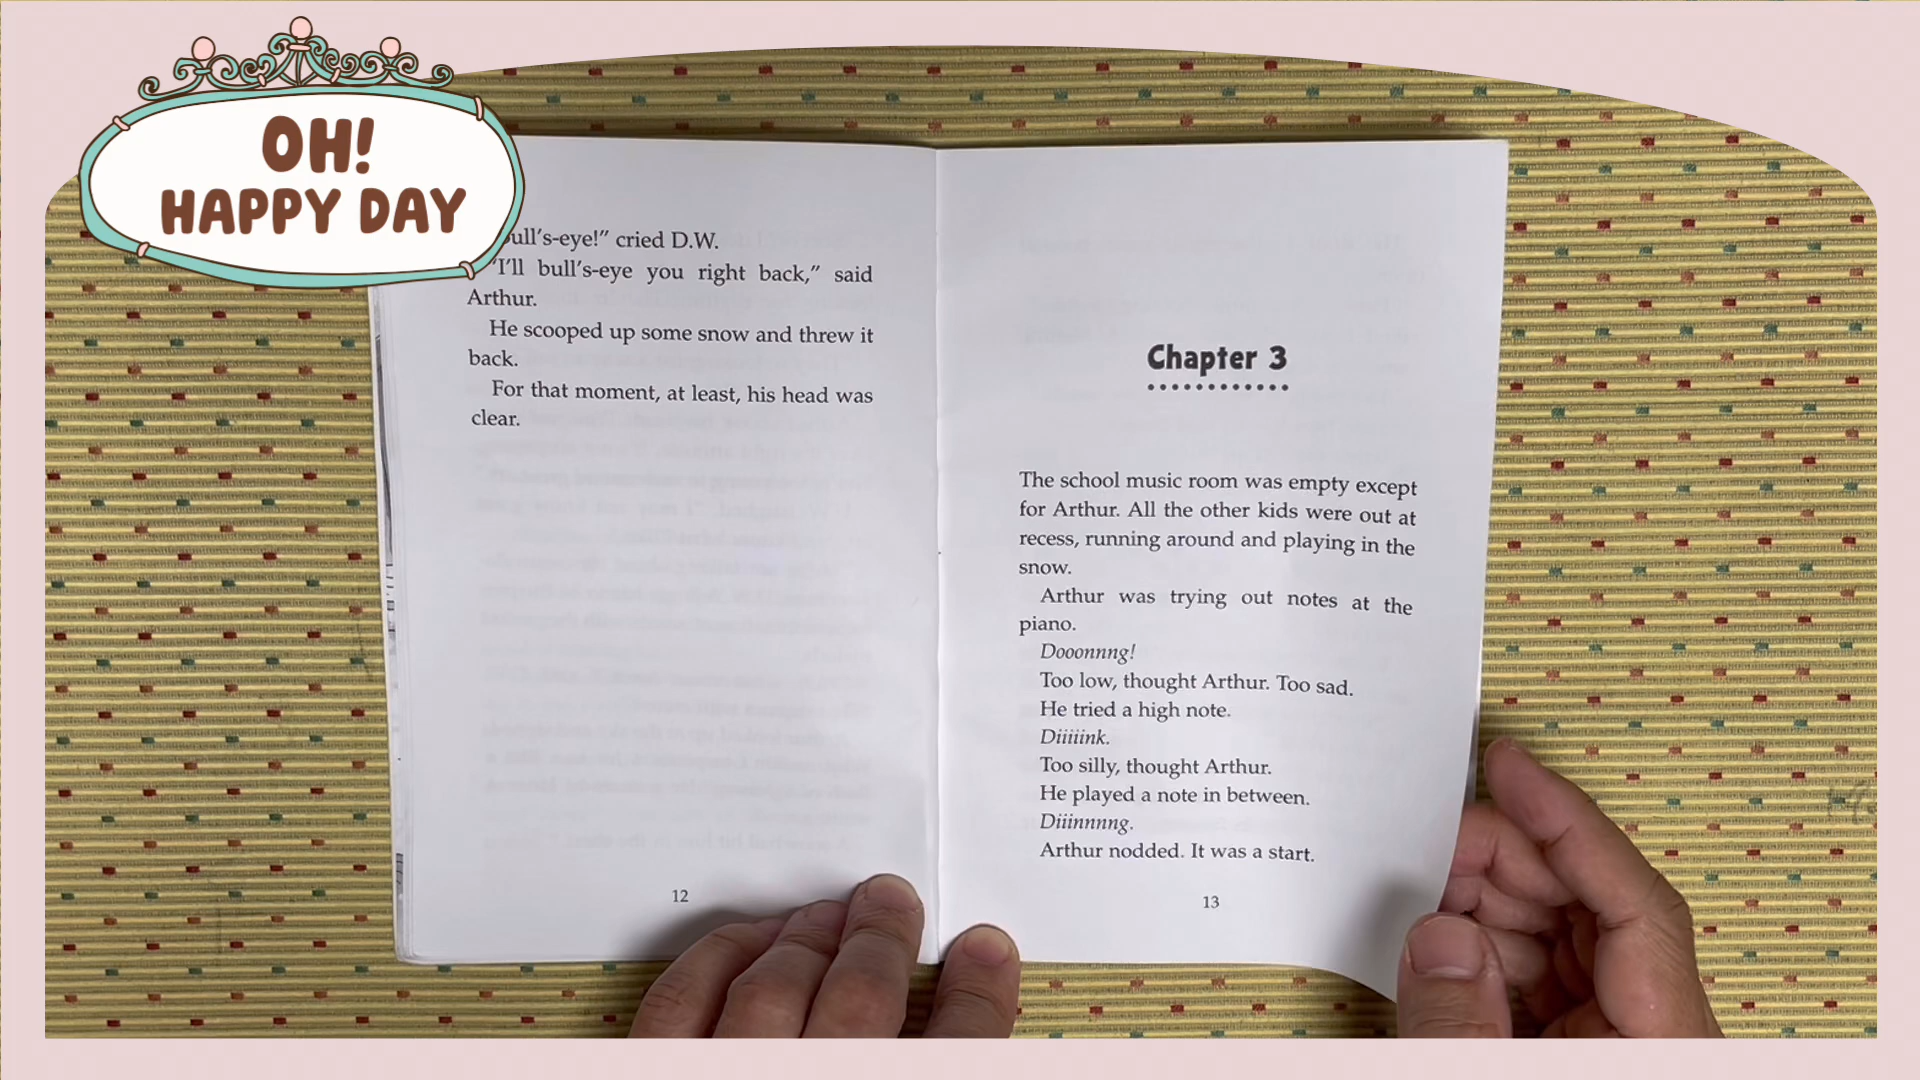 OH!
HAPPY DAY
ull's-eye!" cried D.W.
"I'll bull's-eye you right back," said
Arthur.
He scooped up some snow and threw it
back.
For that moment, at least, his head was
clear.
12
Chapter 3
The school music room was empty except
for Arthur. All the other kids were out at
recess, running around and playing in the
snow.
Arthur was trying out notes at the
piano.
Dooonnng!
Too low, thought Arthur. Too sad.
He tried a high note.
Diiiiink.
Too silly, thought Arthur.
He played a note in between.
Diiinnnng.
Arthur nodded. It was a start.
13